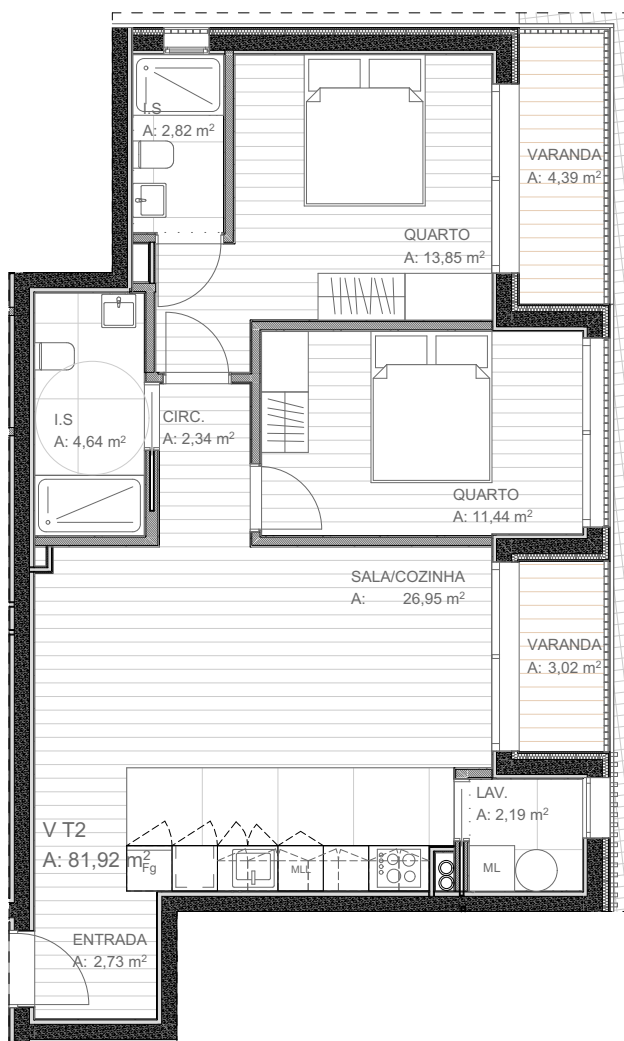 I.S
A: 2,82 m²
VARANDA
A: 4,39 m²
QUARTO
A: 13,85 m²
I.S
A: 4,64 m²
CIRC.
A: 2,34 m²
QUARTO
A: 11,44 m²
SALA/COZINHA
A: 26,95 m²
VARANDA
A: 3,02 m²
LAV.
A: 2,19 m²
V T2
A: 81,92 m²
Fg
MLL
ML
ENTRADA
A: 2,73 m²